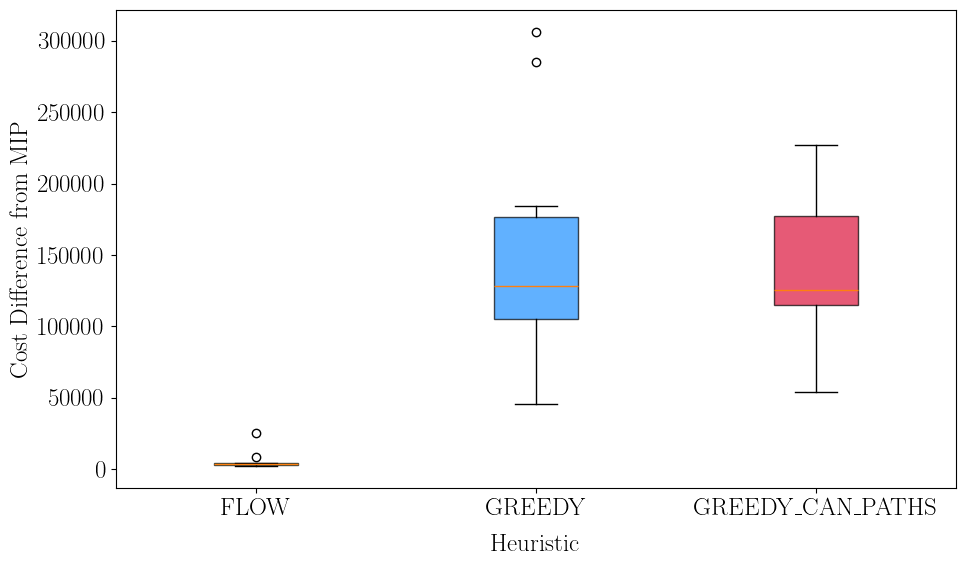 300000
250000
200000
150000
100000
50000
0
Cost Difference from MIP
FLOW
GREEDY
GREEDY_CAN_PATHS
Heuristic